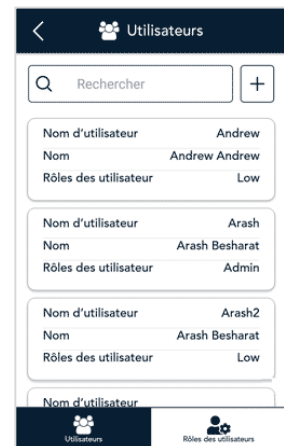 Utilisateurs
Rechercher
Nom d'utilisateur Andrew
Nom Andrew Andrew
Rôles des utilisateur Low
Nom d'utilisateur Arash
Nom Arash Besharat
Rôles des utilisateur Admin
Nom d'utilisateur Arash2
Nom Arash Besharat
Rôles des utilisateur Low
Nom d'utilisateur
Utilisateurs Rôles des utilisateurs